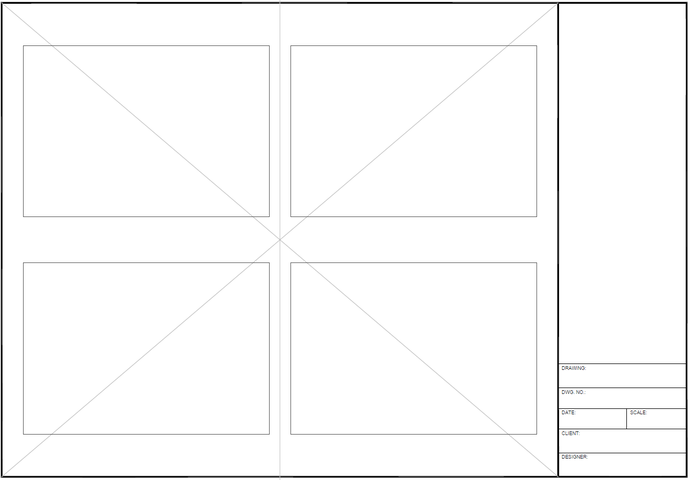 DRAWING:
DWG. NO.:
DATE:
SCALE:
CLIENT:
DESIGNER: